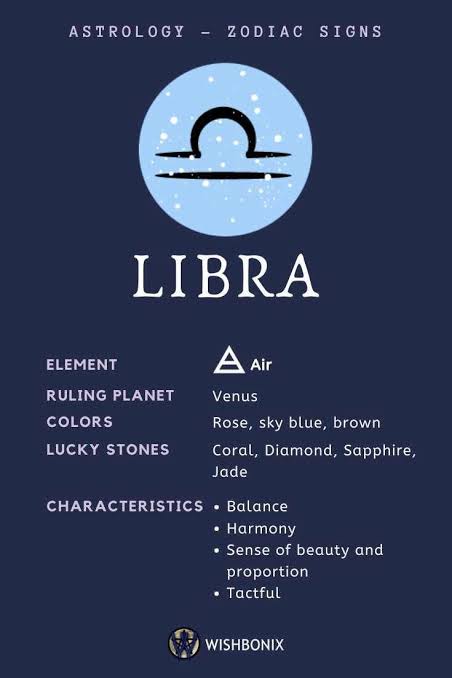 ASTROLOGY – ZODIAC SIGNS
LIBRA
ELEMENT Air
RULING PLANET Venus
COLORS Rose, sky blue, brown
LUCKY STONES Coral, Diamond, Sapphire,
Jade
CHARACTERISTICS • Balance
• Harmony
• Sense of beauty and
proportion
• Tactful
WISHBONIX